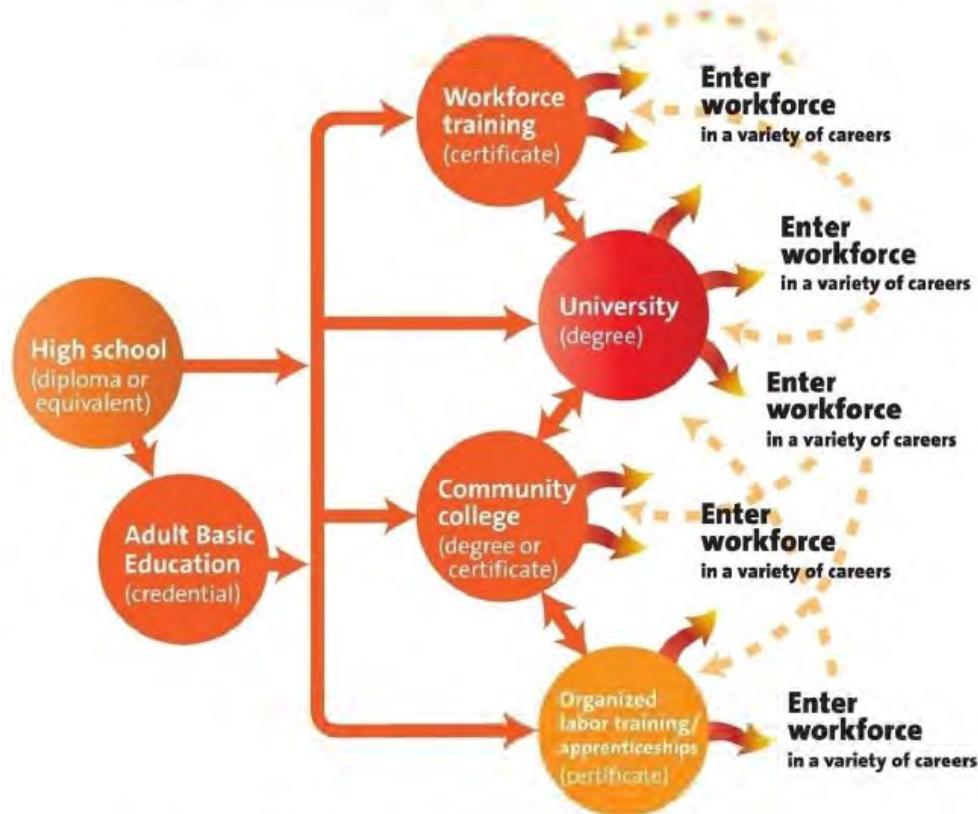 Workforce
training
(certificate)
Enter
workforce
in a variety of careers
University
(degree)
Enter
workforce
in a variety of careers
High school
(diploma or
equivalent)
Enter
workforce
in a variety of careers
Adult Basic
Education
(credential)
Community
college
(degree or
certificate)
Enter
workforce
in a variety of careers
Organized
labor training/
apprenticeships
(certificate)
Enter
workforce
in a variety of careers